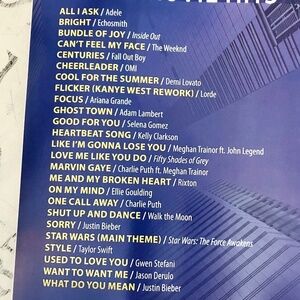 ALL I ASK / Adele
BRIGHT / Echosmith
BUNDLE OF JOY / Inside Out
CAN'T FEEL MY FACE / The Weeknd
CENTURIES / Fall Out Boy
CHEERLEADER / OMI
COOL FOR THE SUMMER / Demi Lovato
FLICKER (KANYE WEST REWORK) / Lorde
FOCUS / Ariana Grande
GHOST TOWN / Adam Lambert
GOOD FOR YOU / Selena Gomez
HEARTBEAT SONG / Kelly Clarkson
LIKE I'M GONNA LOSE YOU / Meghan Trainor ft. John Legend
LOVE ME LIKE YOU DO / Fifty Shades of Grey
MARVIN GAYE / Charlie Puth ft. Meghan Trainor
ME AND MY BROKEN HEART / Rixton
ON MY MIND / Ellie Goulding
ONE CALL AWAY / Charlie Puth
SHUT UP AND DANCE / Walk the Moon
SORRY / Justin Bieber
STAR WARS (MAIN THEME) / Star Wars: The Force Awakens
STYLE / Taylor Swift
USED TO LOVE YOU / Gwen Stefani
WANT TO WANT ME / Jason Derulo
WHAT DO YOU MEAN / Justin Bieber